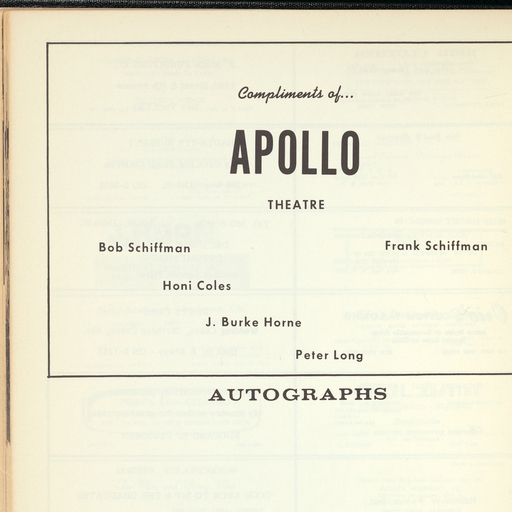 Compliments of...
APOLLO
THEATRE
Bob Schiffman Frank Schiffman
Honi Coles
J. Burke Horne
Peter Long
AUTOGRAPHS